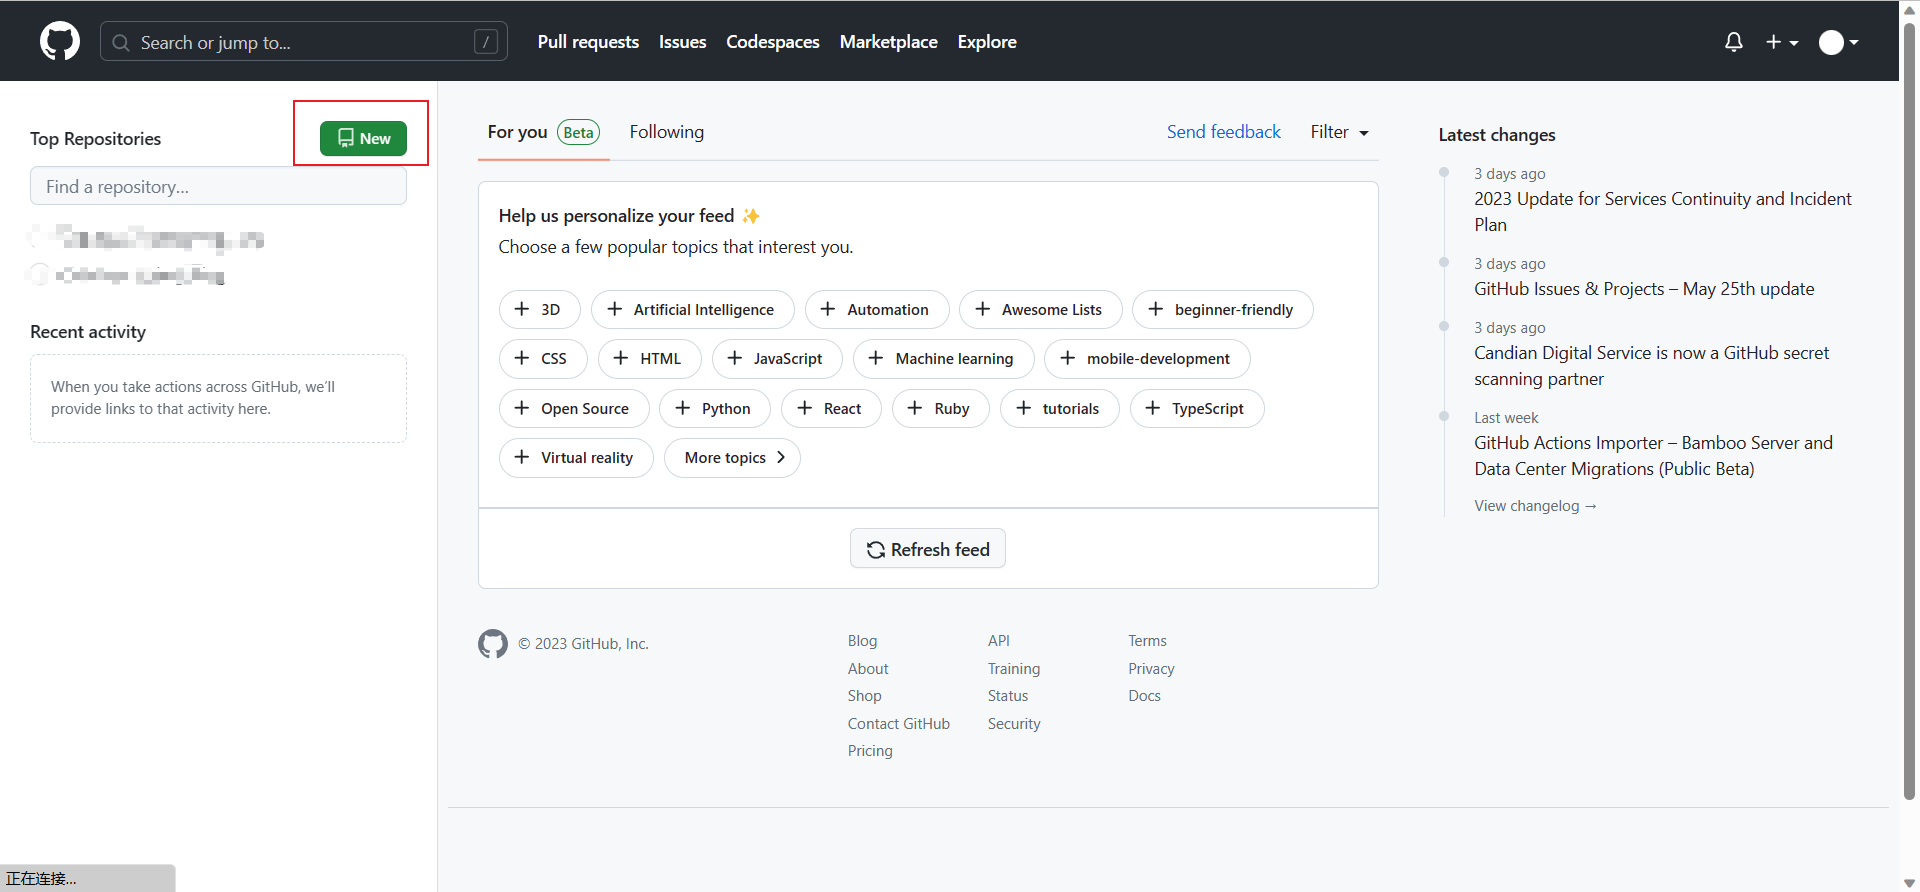 Search or jump to...
/
Pull requests
Issues
Codespaces
Marketplace
Explore
Top Repositories
New
Find a repository...
Recent activity
When you take actions across GitHub, we'll
provide links to that activity here.
For you
Beta
Following
Send feedback
Filter
Help us personalize your feed ✨
Choose a few popular topics that interest you.
3D
Artificial Intelligence
Automation
Awesome Lists
beginner-friendly
CSS
HTML
JavaScript
Machine learning
mobile-development
Open Source
Python
React
Ruby
tutorials
TypeScript
Virtual reality
More topics
Refresh feed
Latest changes
3 days ago
2023 Update for Services Continuity and Incident
Plan
3 days ago
GitHub Issues & Projects – May 25th update
3 days ago
Candian Digital Service is now a GitHub secret
scanning partner
Last week
GitHub Actions Importer – Bamboo Server and
Data Center Migrations (Public Beta)
View changelog →
© 2023 GitHub, Inc.
Blog
About
Shop
Contact GitHub
Pricing
API
Training
Status
Security
Terms
Privacy
Docs
正在连接...